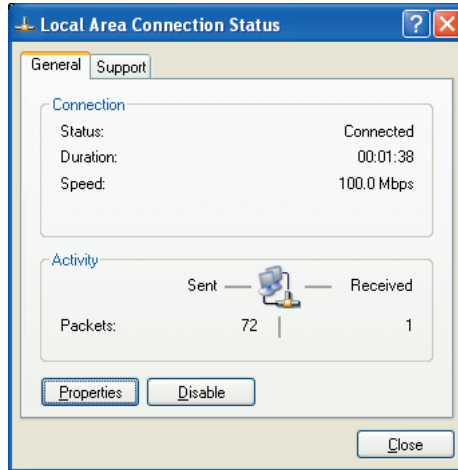 Local Area Connection Status
General Support
Connection
Status: Connected
Duration: 00:01:38
Speed: 100.0 Mbps
Activity
Sent Received
Packets: 72 1
Properties Disable
Close